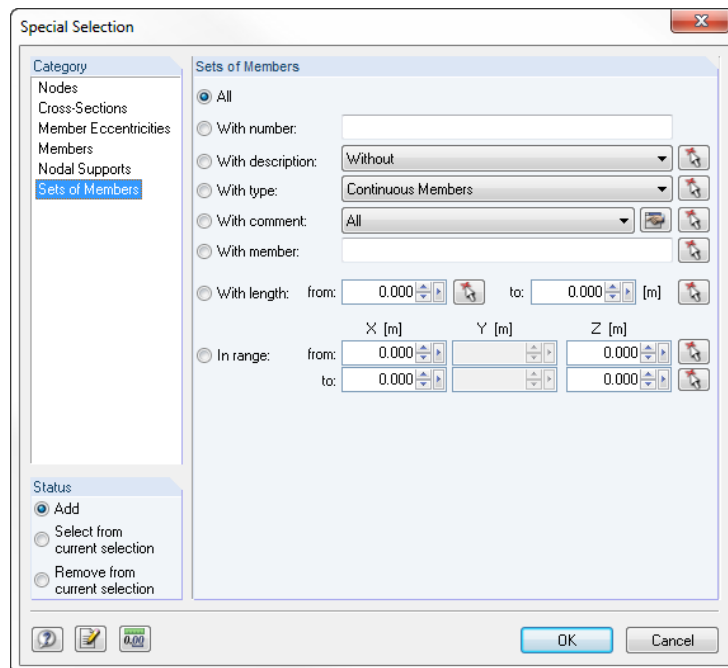 Special Selection
Category
Nodes
Cross-Sections
Member Eccentricities
Members
Nodal Supports
Sets of Members
Sets of Members
All
With number:
With description: Without
With type: Continuous Members
With comment: All
With member:
With length: from: 0.000 to: 0.000 [m]
X [m] Y [m] Z [m]
In range: from: 0.000 0.000
to: 0.000 0.000
Status
Add
Select from
current selection
Remove from
current selection
0.00
OK Cancel